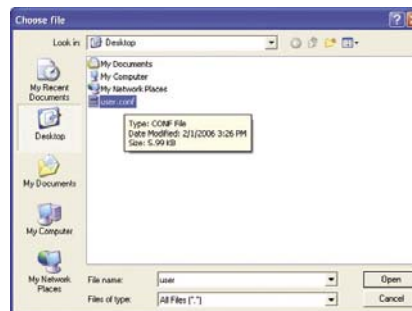 Choose file
Look in:
Desktop
My Recent
Documents
Desktop
My Documents
My Computer
My Network
Places
My Documents
My Computer
My Network Places
user.conf
Type: CONF File
Date Modified: 2/1/2006 3:26 PM
Size: 5.99 KB
File name:
user
Open
Files of type:
All Files (*.*)
Cancel